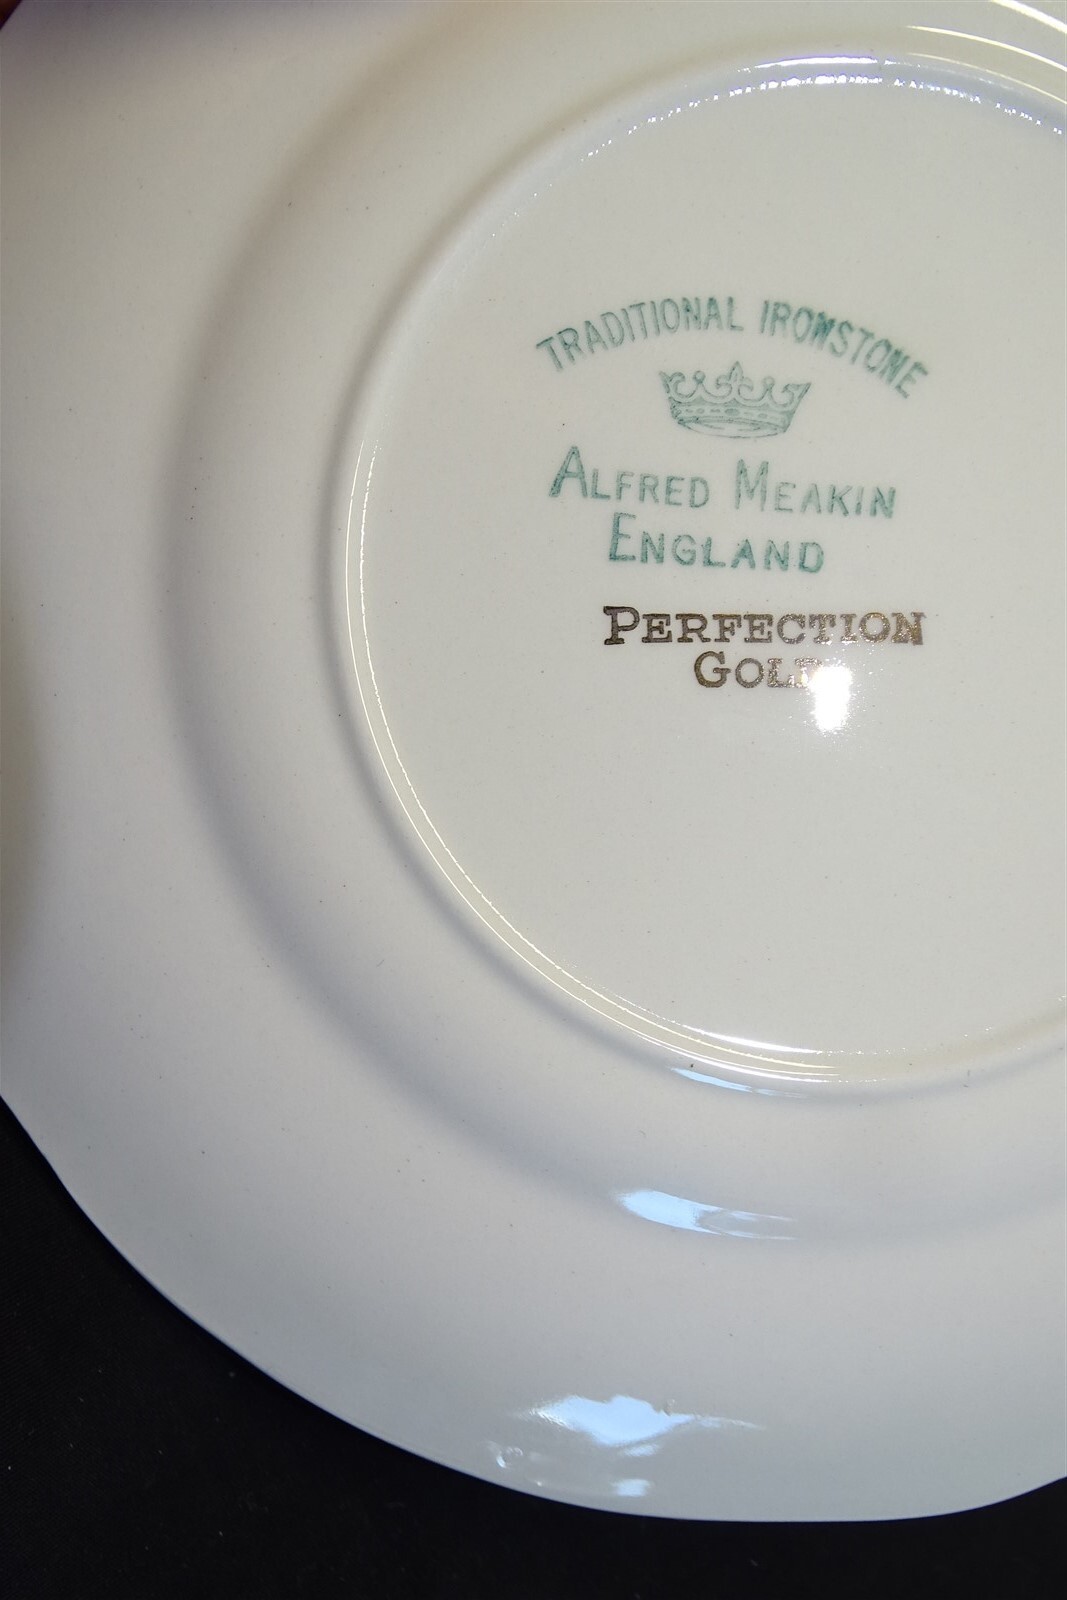 TRADITIONAL IRONSTONE
ALFRED MEAKIN
ENGLAND
PERFECTION
GOLD